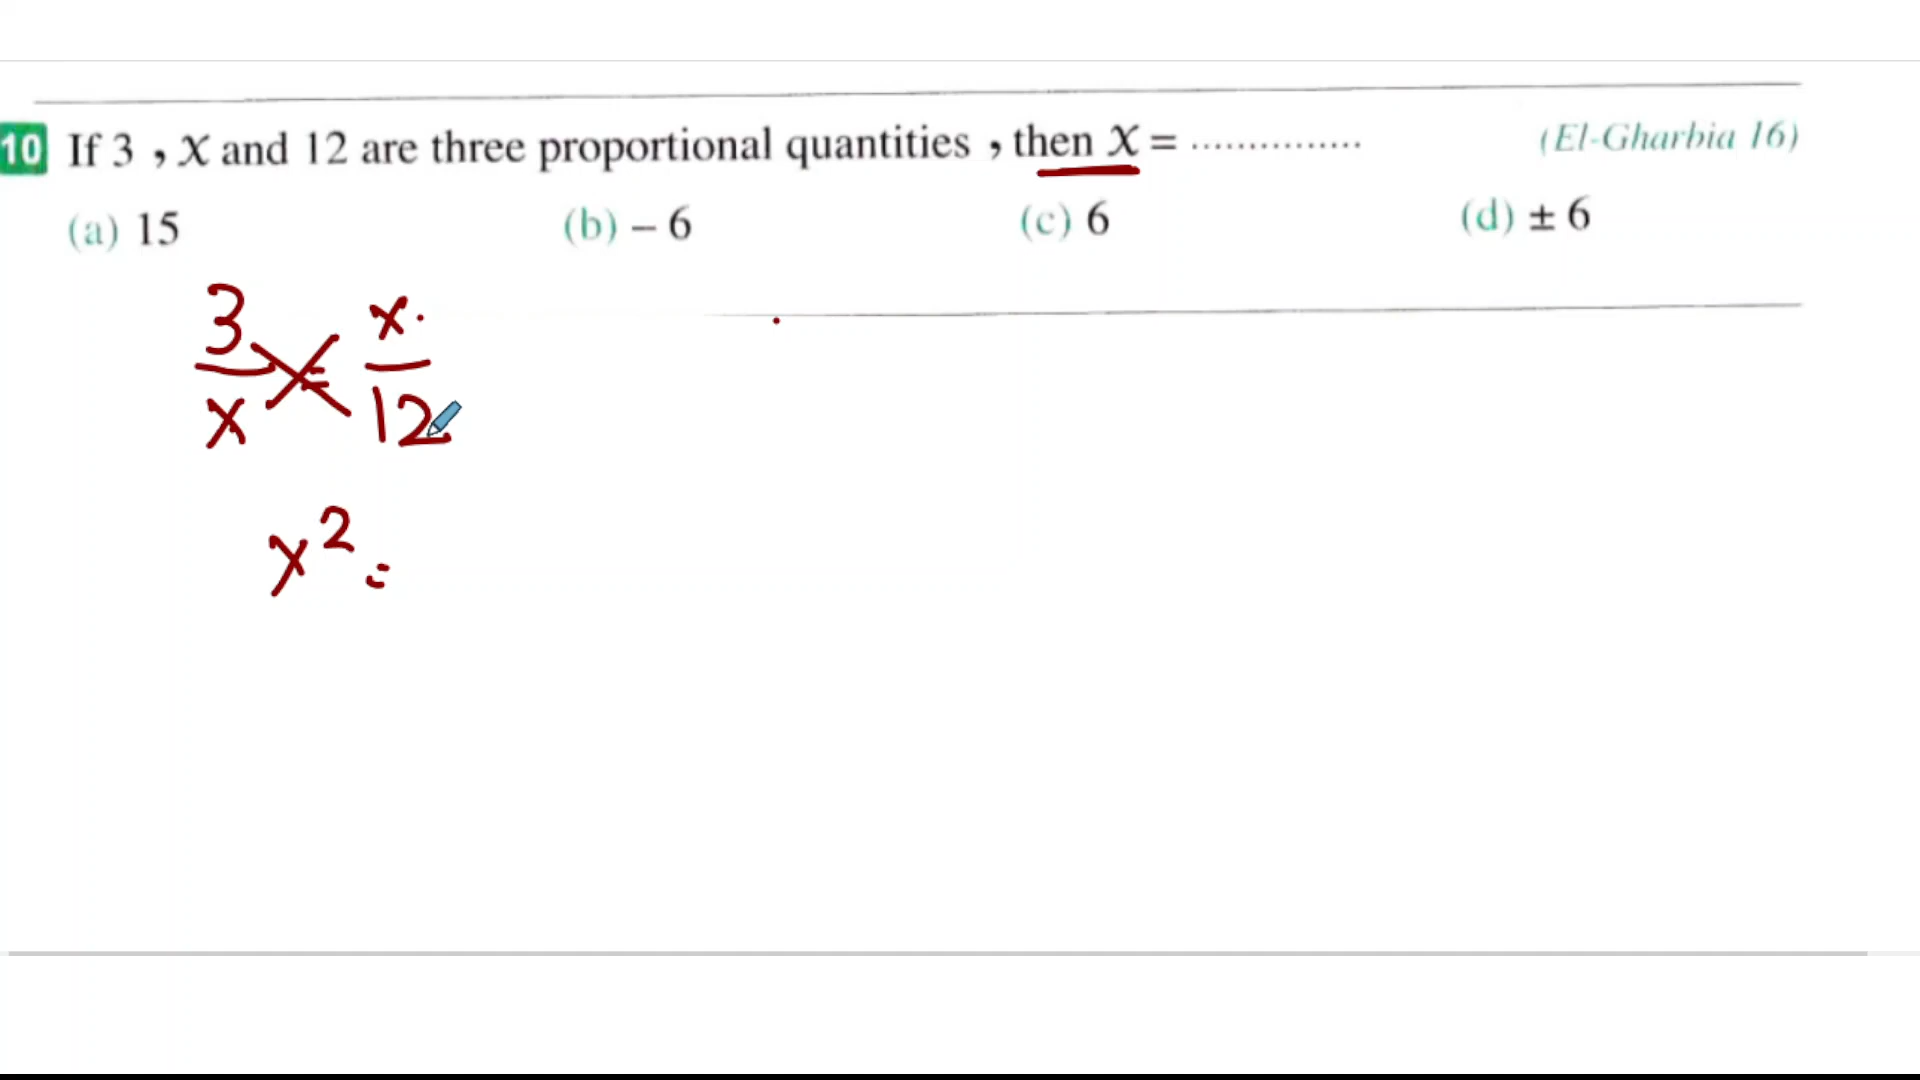 10 If 3 , X and 12 are three proportional quantities , then X = ............... (El-Gharbia 16)
(a) 15 (b) – 6 (c) 6 (d) ± 6
3/x = x/12
x² =